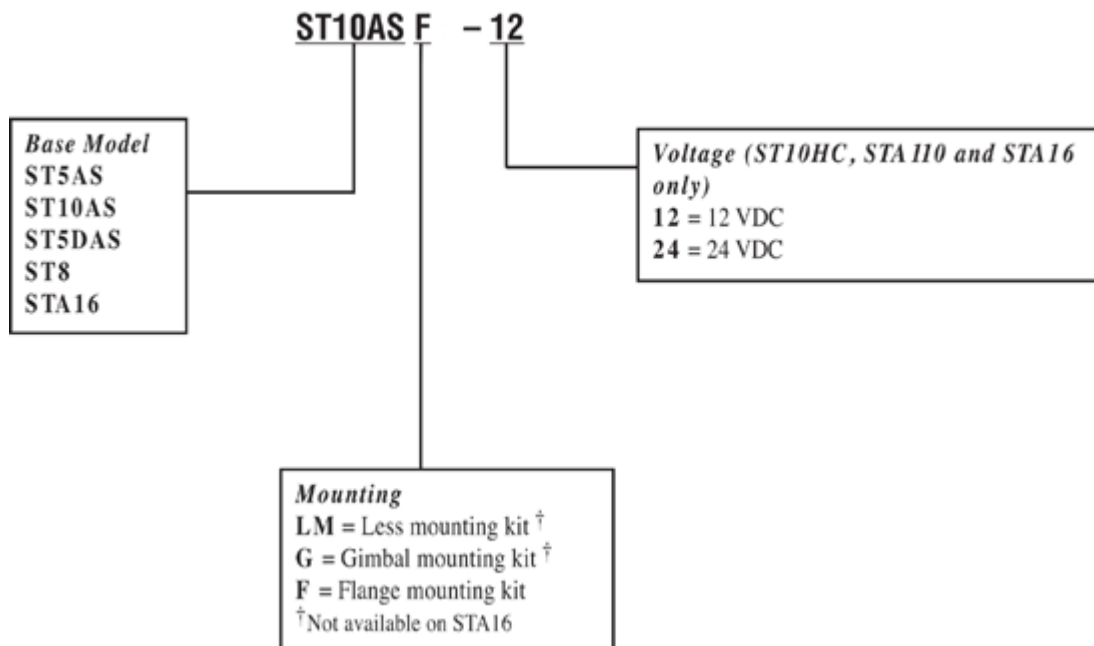 ST10AS F - 12
Base Model
ST5AS
ST10AS
ST5DAS
ST8
STA16
Voltage (ST10HC, STA110 and STA16
only)
12 = 12 VDC
24 = 24 VDC
Mounting
LM = Less mounting kit †
G = Gimbal mounting kit †
F = Flange mounting kit
†Not available on STA16